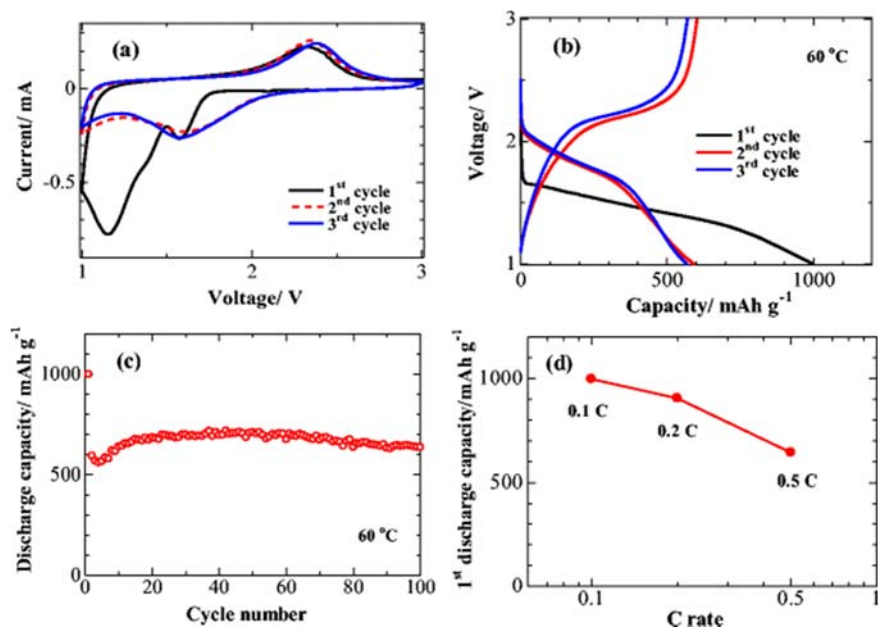 (a)
0
-0.5
Current/ mA
1st cycle
2nd cycle
3rd cycle
1
2
3
Voltage/ V
(b)
60 °C
3
2
1
Voltage/ V
1st cycle
2nd cycle
3rd cycle
0
500
1000
Capacity/ mAh g-1
(c)
1000
500
0
Discharge capacity/ mAh g-1
60 °C
0
20
40
60
80
100
Cycle number
(d)
1000
500
0
1st discharge capacity/mAh g-1
0.1 C
0.2 C
0.5 C
0.1
0.5
1
C rate